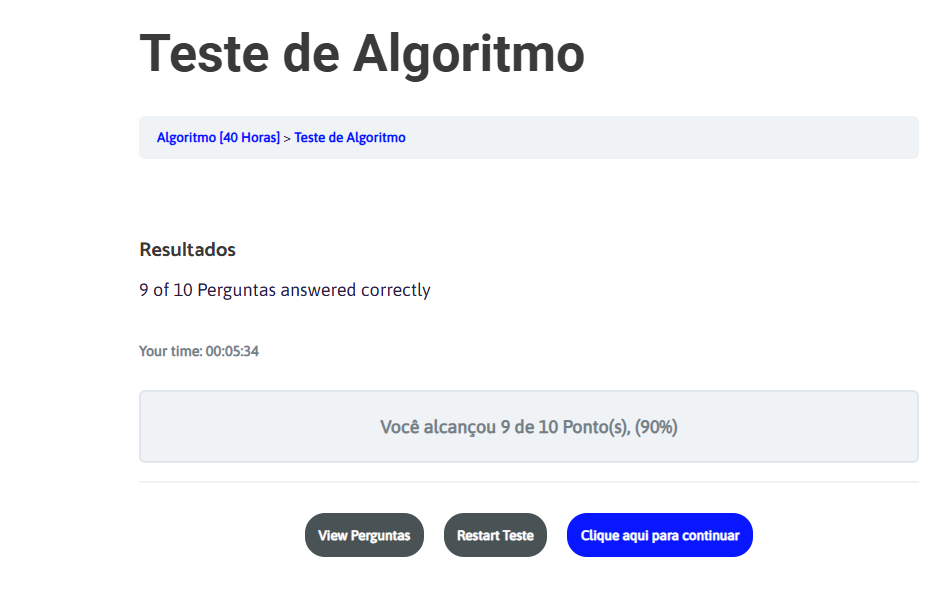 Teste de Algoritmo
Algoritmo [40 Horas] > Teste de Algoritmo
Resultados
9 of 10 Perguntas answered correctly
Your time: 00:05:34
Você alcançou 9 de 10 Ponto(s), (90%)
View Perguntas Restart Teste Clique aqui para continuar